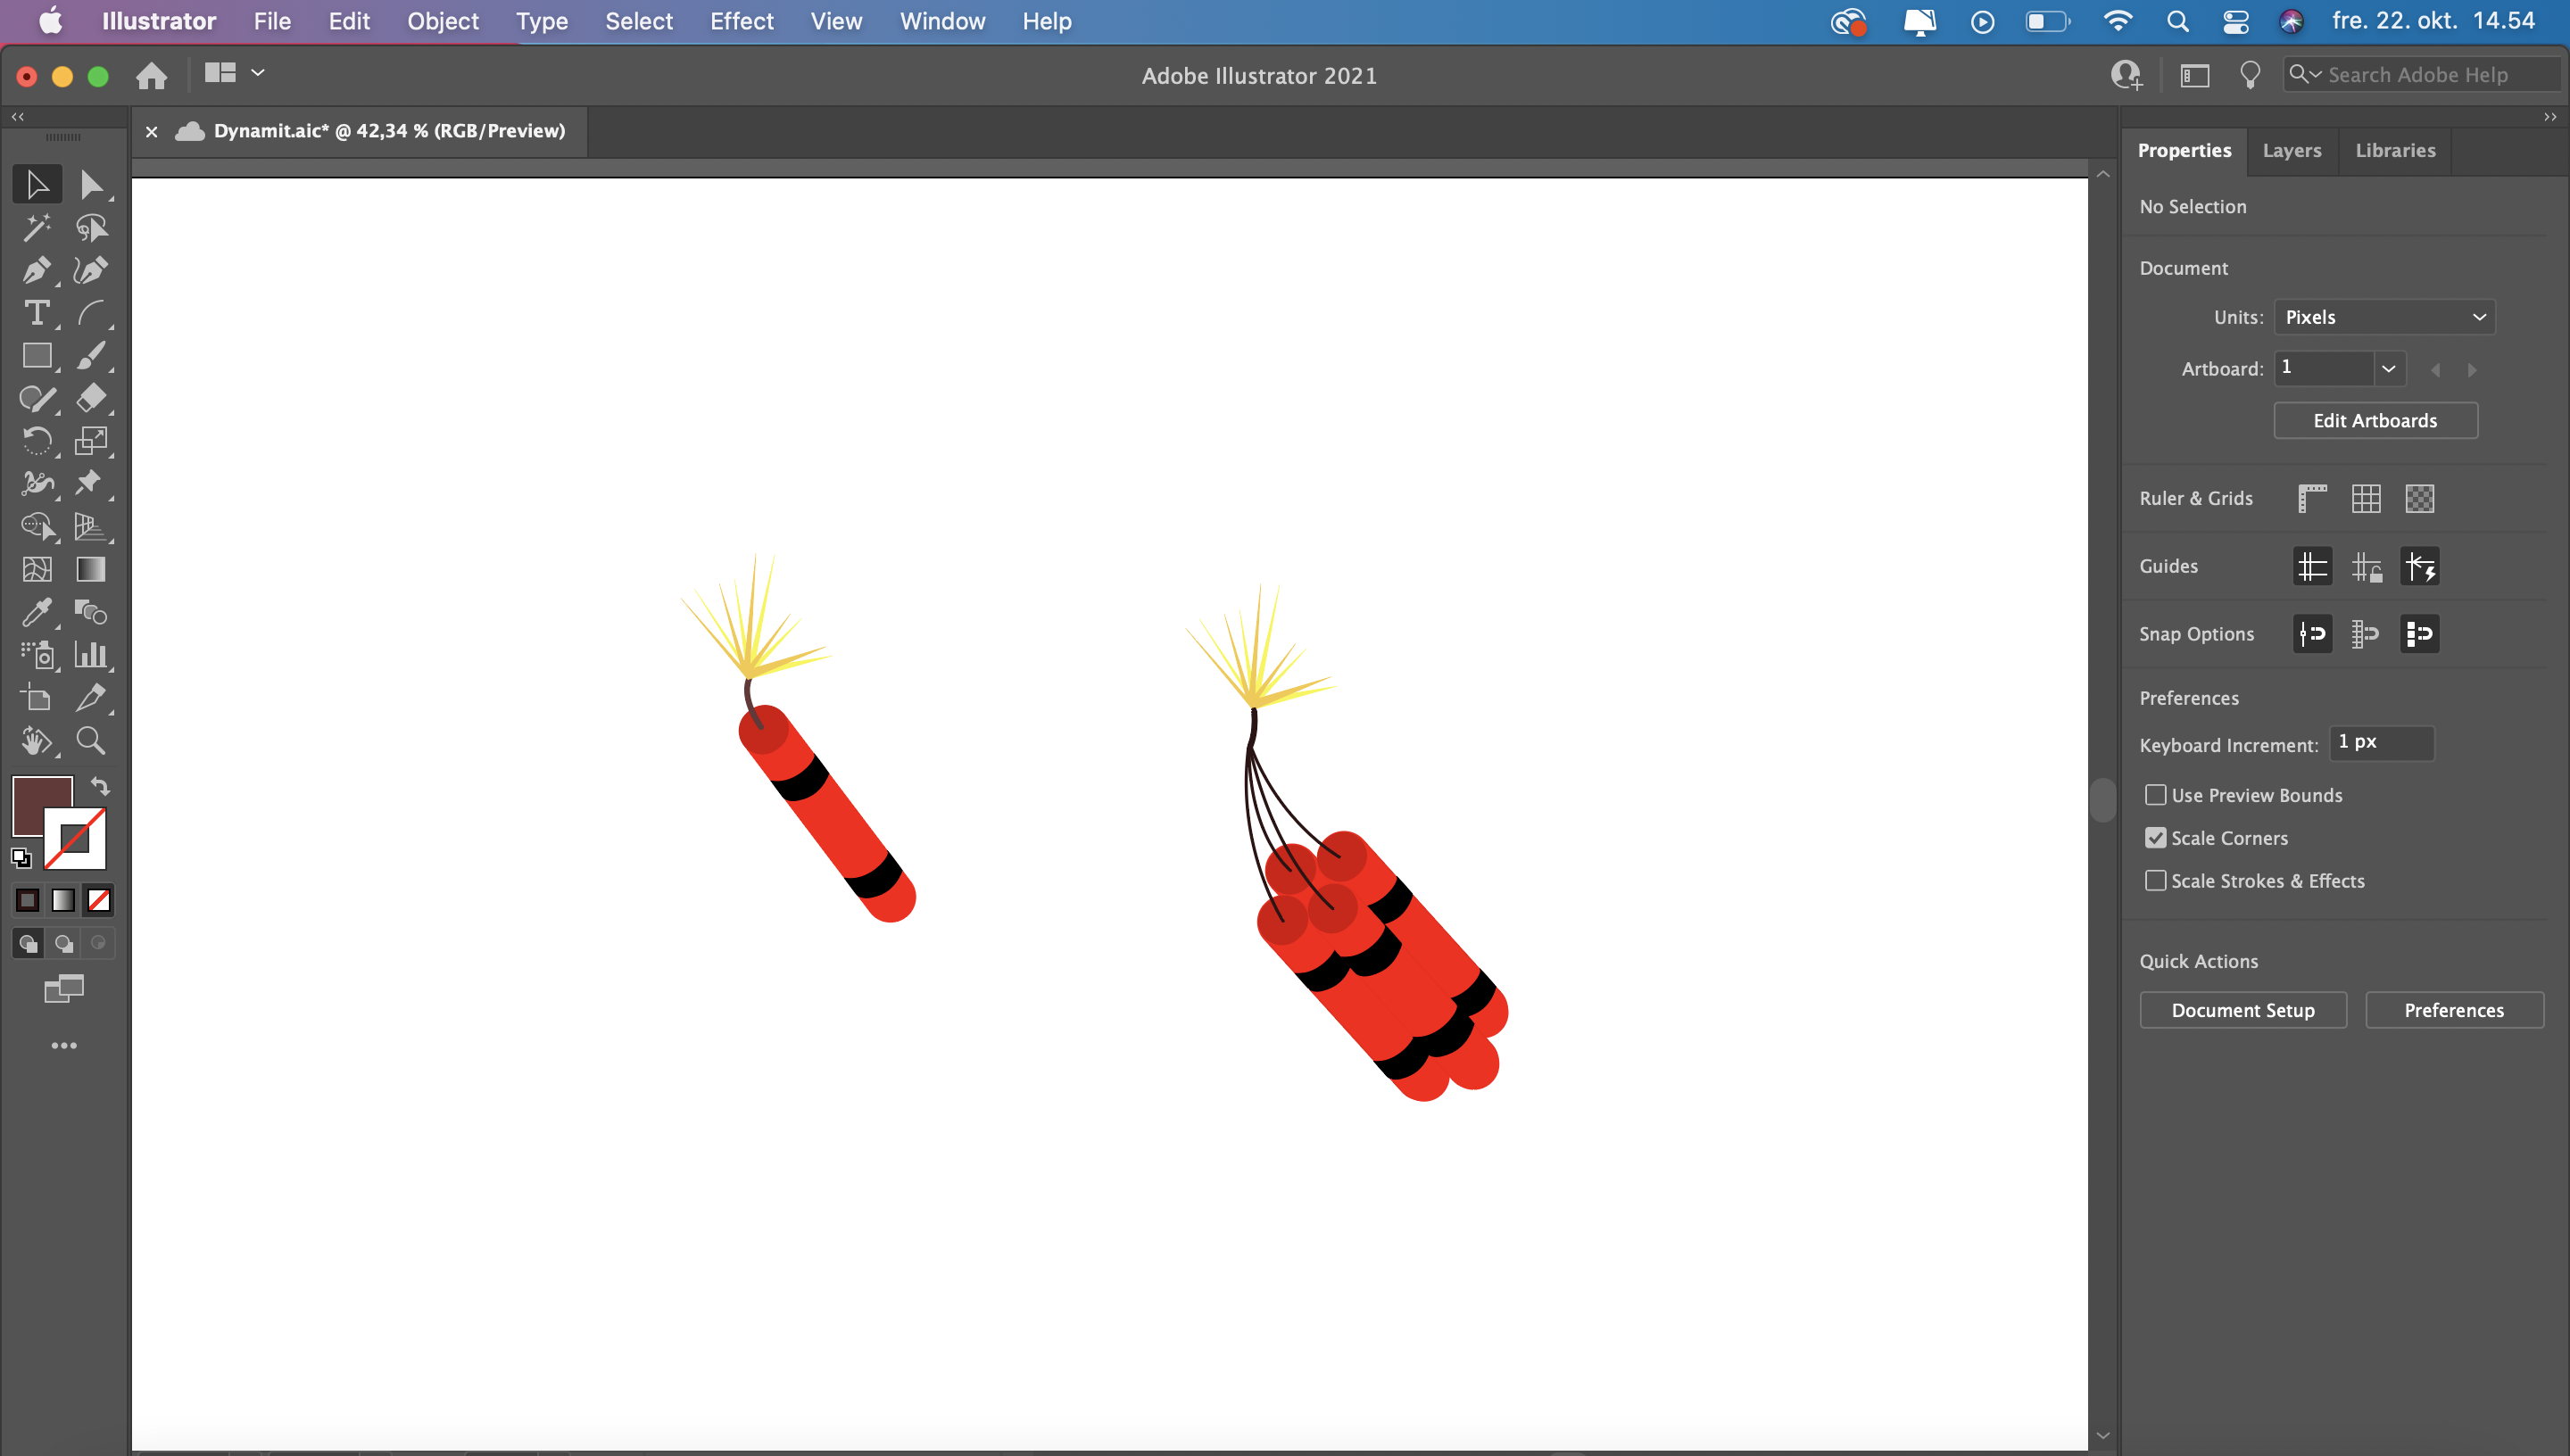 Illustrator File Edit Object Type Select Effect View Window Help fre. 22. okt. 14.54
Adobe Illustrator 2021 Search Adobe Help
Dynamit.aic* @ 42,34 % (RGB/Preview)
Properties Layers Libraries
No Selection
Document
Units: Pixels
Artboard: 1
Edit Artboards
Ruler & Grids
Guides
Snap Options
Preferences
Keyboard Increment: 1 px
Use Preview Bounds
Scale Corners
Scale Strokes & Effects
Quick Actions
Document Setup Preferences